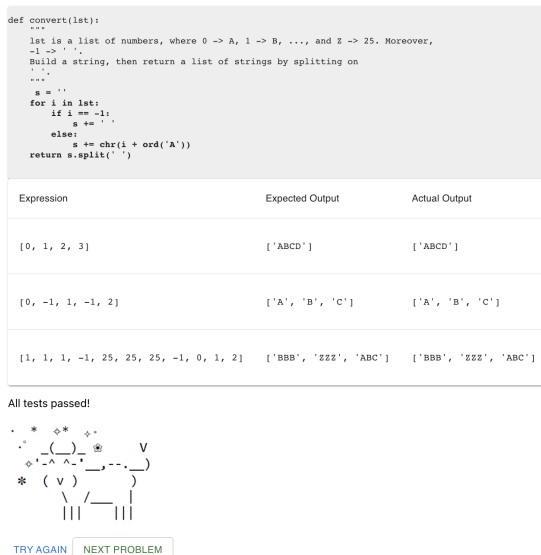 def convert(lst):
    """
    lst is a list of numbers, where 0 -> A, 1 -> B, ..., and Z -> 25. Moreover,
    -1 -> ' '.
    Build a string, then return a list of strings by splitting on
    ' '.
    """
     s = ''
    for i in lst:
        if i == -1:
            s += ' '
        else:
            s += chr(i + ord('A'))
    return s.split(' ')
Expression Expected Output Actual Output
[0, 1, 2, 3] ['ABCD'] ['ABCD']
[0, -1, 1, -1, 2] ['A', 'B', 'C'] ['A', 'B', 'C']
[1, 1, 1, -1, 25, 25, 25, -1, 0, 1, 2] ['BBB', 'ZZZ', 'ABC'] ['BBB', 'ZZZ', 'ABC']
All tests passed!
TRY AGAIN NEXT PROBLEM